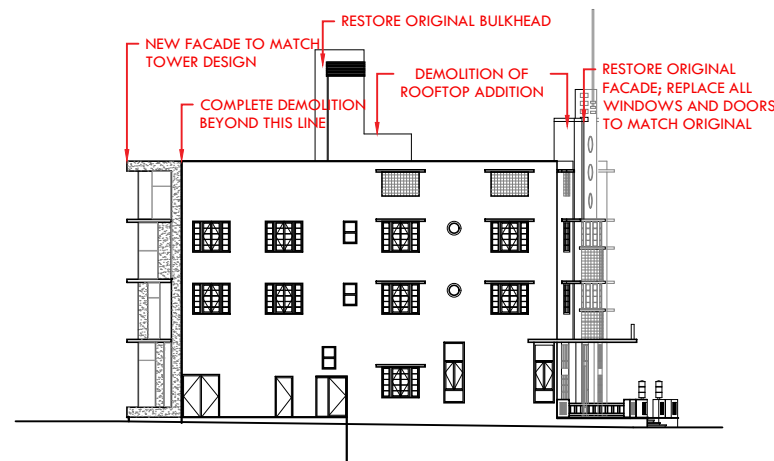 RESTORE ORIGINAL BULKHEAD
NEW FACADE TO MATCH
TOWER DESIGN
COMPLETE DEMOLITION
BEYOND THIS LINE
DEMOLITION OF
ROOFTOP ADDITION
RESTORE ORIGINAL
FACADE; REPLACE ALL
WINDOWS AND DOORS
TO MATCH ORIGINAL